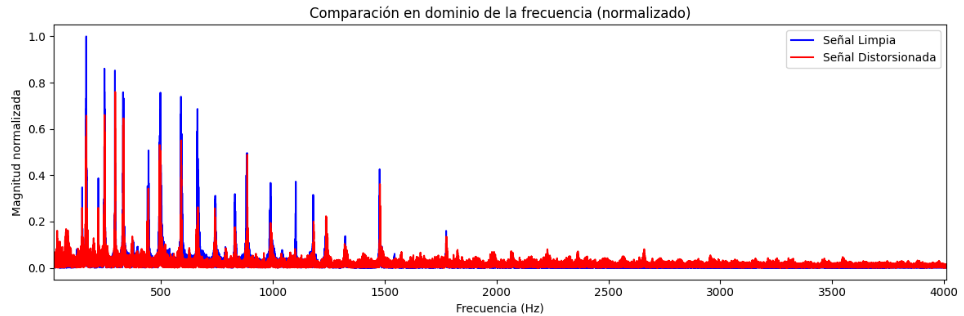 Comparación en dominio de la frecuencia (normalizado)
Señal Limpia
Señal Distorsionada
Magnitud normalizada
1.0
0.8
0.6
0.4
0.2
0.0
500
1000
1500
2000
2500
3000
3500
4000
Frecuencia (Hz)